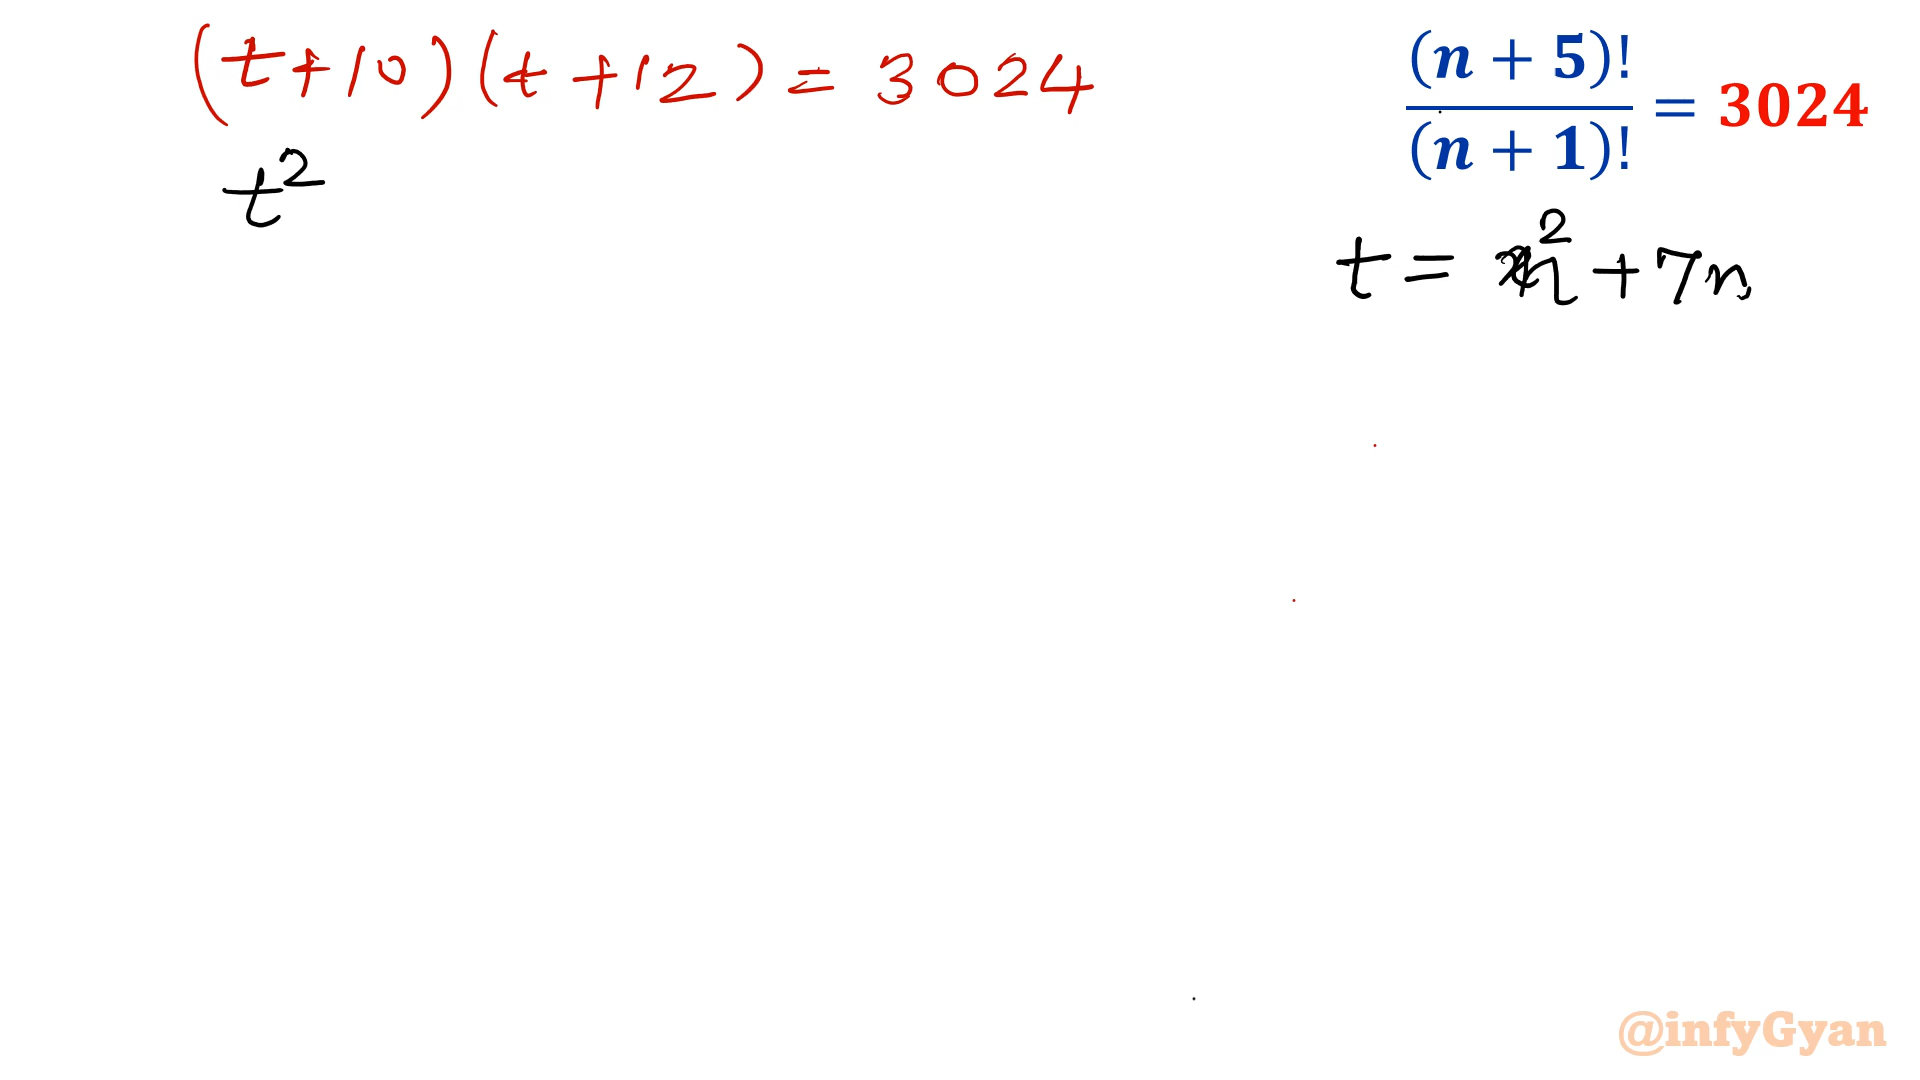 (t+10)(t+12)=3024
t²
(n + 5)!
(n + 1)!
= 3024
t = n² + 7n
@infyGyan